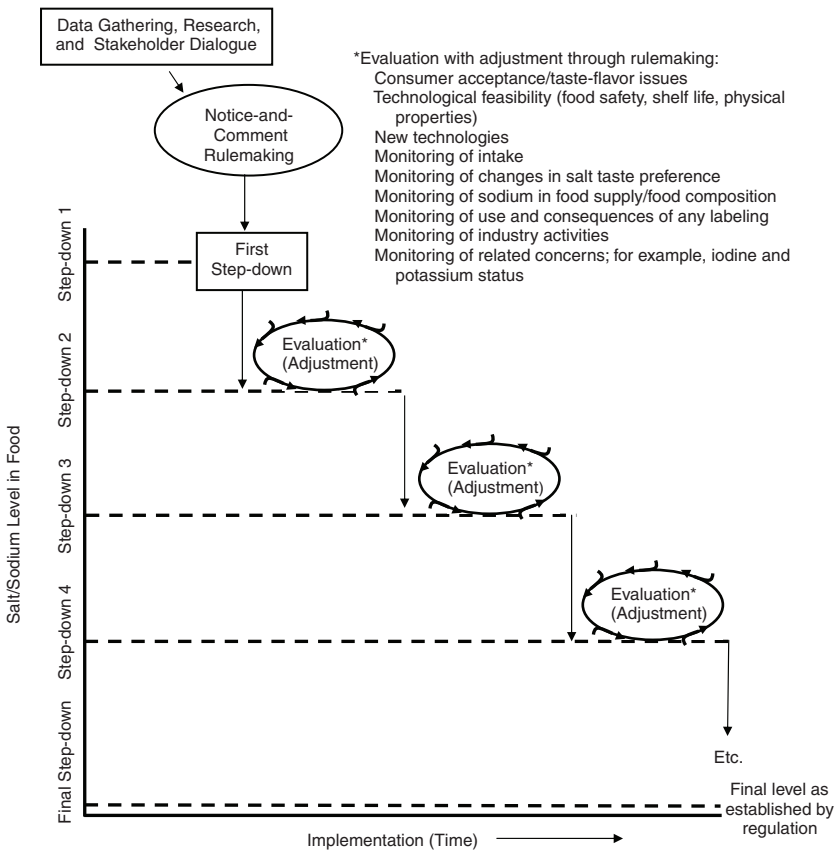 Data Gathering, Research,
and Stakeholder Dialogue
Notice-and-
Comment
Rulemaking
*Evaluation with adjustment through rulemaking:
Consumer acceptance/taste-flavor issues
Technological feasibility (food safety, shelf life, physical
properties)
New technologies
Monitoring of intake
Monitoring of changes in salt taste preference
Monitoring of sodium in food supply/food composition
Monitoring of use and consequences of any labeling
Monitoring of industry activities
Monitoring of related concerns; for example, iodine and
potassium status
Salt/Sodium Level in Food
Step-down 1
First
Step-down
Step-down 2
Evaluation*
(Adjustment)
Step-down 3
Evaluation*
(Adjustment)
Step-down 4
Evaluation*
(Adjustment)
Final Step-down
Etc.
Final level as
established by
regulation
Implementation (Time)